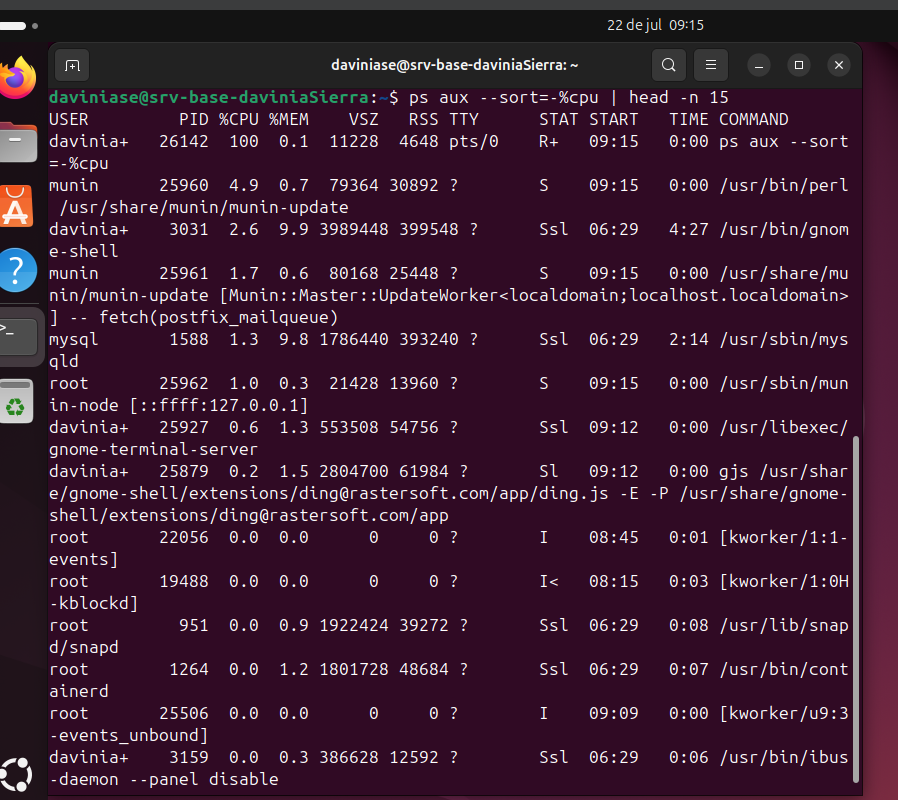 22 de jul 09:15
daviniase@srv-base-daviniaSierra: ~
daviniase@srv-base-daviniaSierra:~$ ps aux --sort=-%cpu | head -n 15
USER         PID %CPU %MEM    VSZ   RSS TTY      STAT START   TIME COMMAND
davinia+   26142  100  0.1  11228  4648 pts/0    R+   09:15   0:00 ps aux --sort
=-%cpu
munin      25960  4.9  0.7  79364 30892 ?        S    09:15   0:00 /usr/bin/perl
 /usr/share/munin/munin-update
davinia+    3031  2.6  9.9 3989448 399548 ?      Ssl  06:29   4:27 /usr/bin/gnom
e-shell
munin      25961  1.7  0.6  80168 25448 ?        S    09:15   0:00 /usr/share/mu
nin/munin-update [Munin::Master::UpdateWorker<localdomain;localhost.localdomain>
] -- fetch(postfix_mailqueue)
mysql       1588  1.3  9.8 1786440 393240 ?      Ssl  06:29   2:14 /usr/sbin/mys
qld
root       25962  1.0  0.3  21428 13960 ?        S    09:15   0:00 /usr/sbin/mun
in-node [::ffff:127.0.0.1]
davinia+   25927  0.6  1.3 553508 54756 ?        Ssl  09:12   0:00 /usr/libexec/
gnome-terminal-server
davinia+   25879  0.2  1.5 2804700 61984 ?       Sl   09:12   0:00 gjs /usr/shar
e/gnome-shell/extensions/ding@rastersoft.com/app/ding.js -E -P /usr/share/gnome-
shell/extensions/ding@rastersoft.com/app
root       22056  0.0  0.0      0     0 ?        I    08:45   0:01 [kworker/1:1-
events]
root       19488  0.0  0.0      0     0 ?        I<   08:15   0:03 [kworker/1:0H
-kblockd]
root         951  0.0  0.9 1922424 39272 ?       Ssl  06:29   0:08 /usr/lib/snap
d/snapd
root        1264  0.0  1.2 1801728 48684 ?       Ssl  06:29   0:07 /usr/bin/cont
ainerd
root       25506  0.0  0.0      0     0 ?        I    09:09   0:00 [kworker/u9:3
-events_unbound]
davinia+    3159  0.0  0.3 386628 12592 ?        Ssl  06:29   0:06 /usr/bin/ibus
-daemon --panel disable